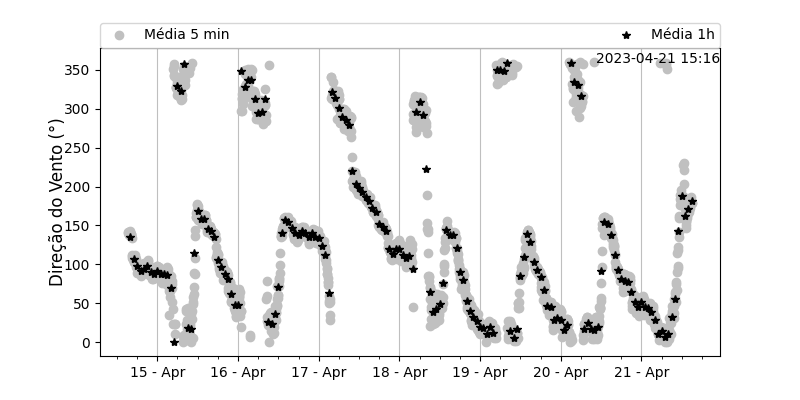 Média 5 min
Média 1h
2023-04-21 15:16
Direção do Vento (°)
350
300
250
200
150
100
50
0
15 - Apr
16 - Apr
17 - Apr
18 - Apr
19 - Apr
20 - Apr
21 - Apr